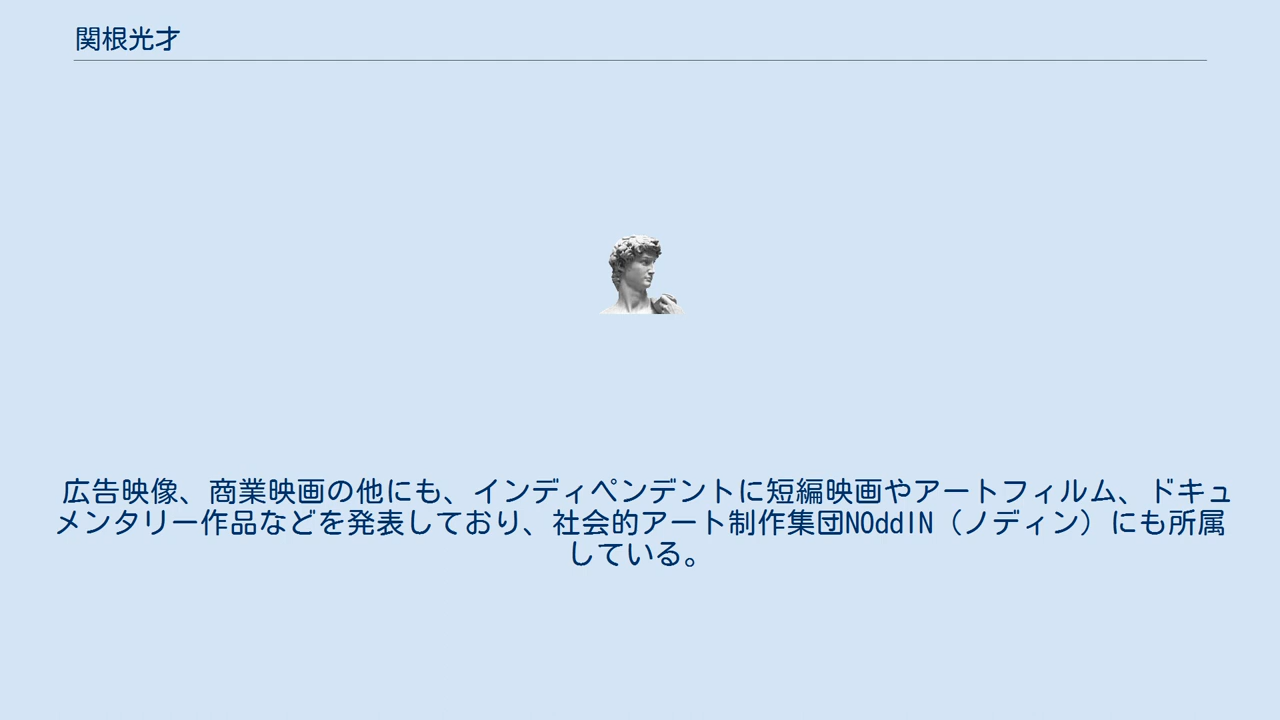 関根光才
広告映像、商業映画の他にも、インディペンデントに短編映画やアートフィルム、ドキュ
メンタリー作品などを発表しており、社会的アート制作集団NOddIN（ノディン）にも所属
している。